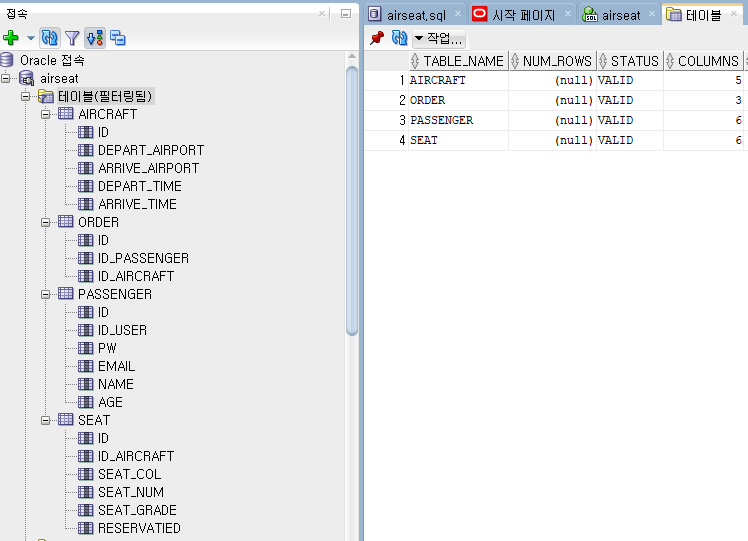 접속
Oracle 접속
airseat
테이블(필터링됨)
AIRCRAFT
ID
DEPART_AIRPORT
ARRIVE_AIRPORT
DEPART_TIME
ARRIVE_TIME
ORDER
ID
ID_PASSENGER
ID_AIRCRAFT
PASSENGER
ID
ID_USER
PW
EMAIL
NAME
AGE
SEAT
ID
ID_AIRCRAFT
SEAT_COL
SEAT_NUM
SEAT_GRADE
RESERVATIED
airseat,sql 시작 페이지 airseat 테이블
작업...
TABLE_NAME NUM_ROWS STATUS COLUMNS
1 AIRCRAFT (null) VALID 5
2 ORDER (null) VALID 3
3 PASSENGER (null) VALID 6
4 SEAT (null) VALID 6